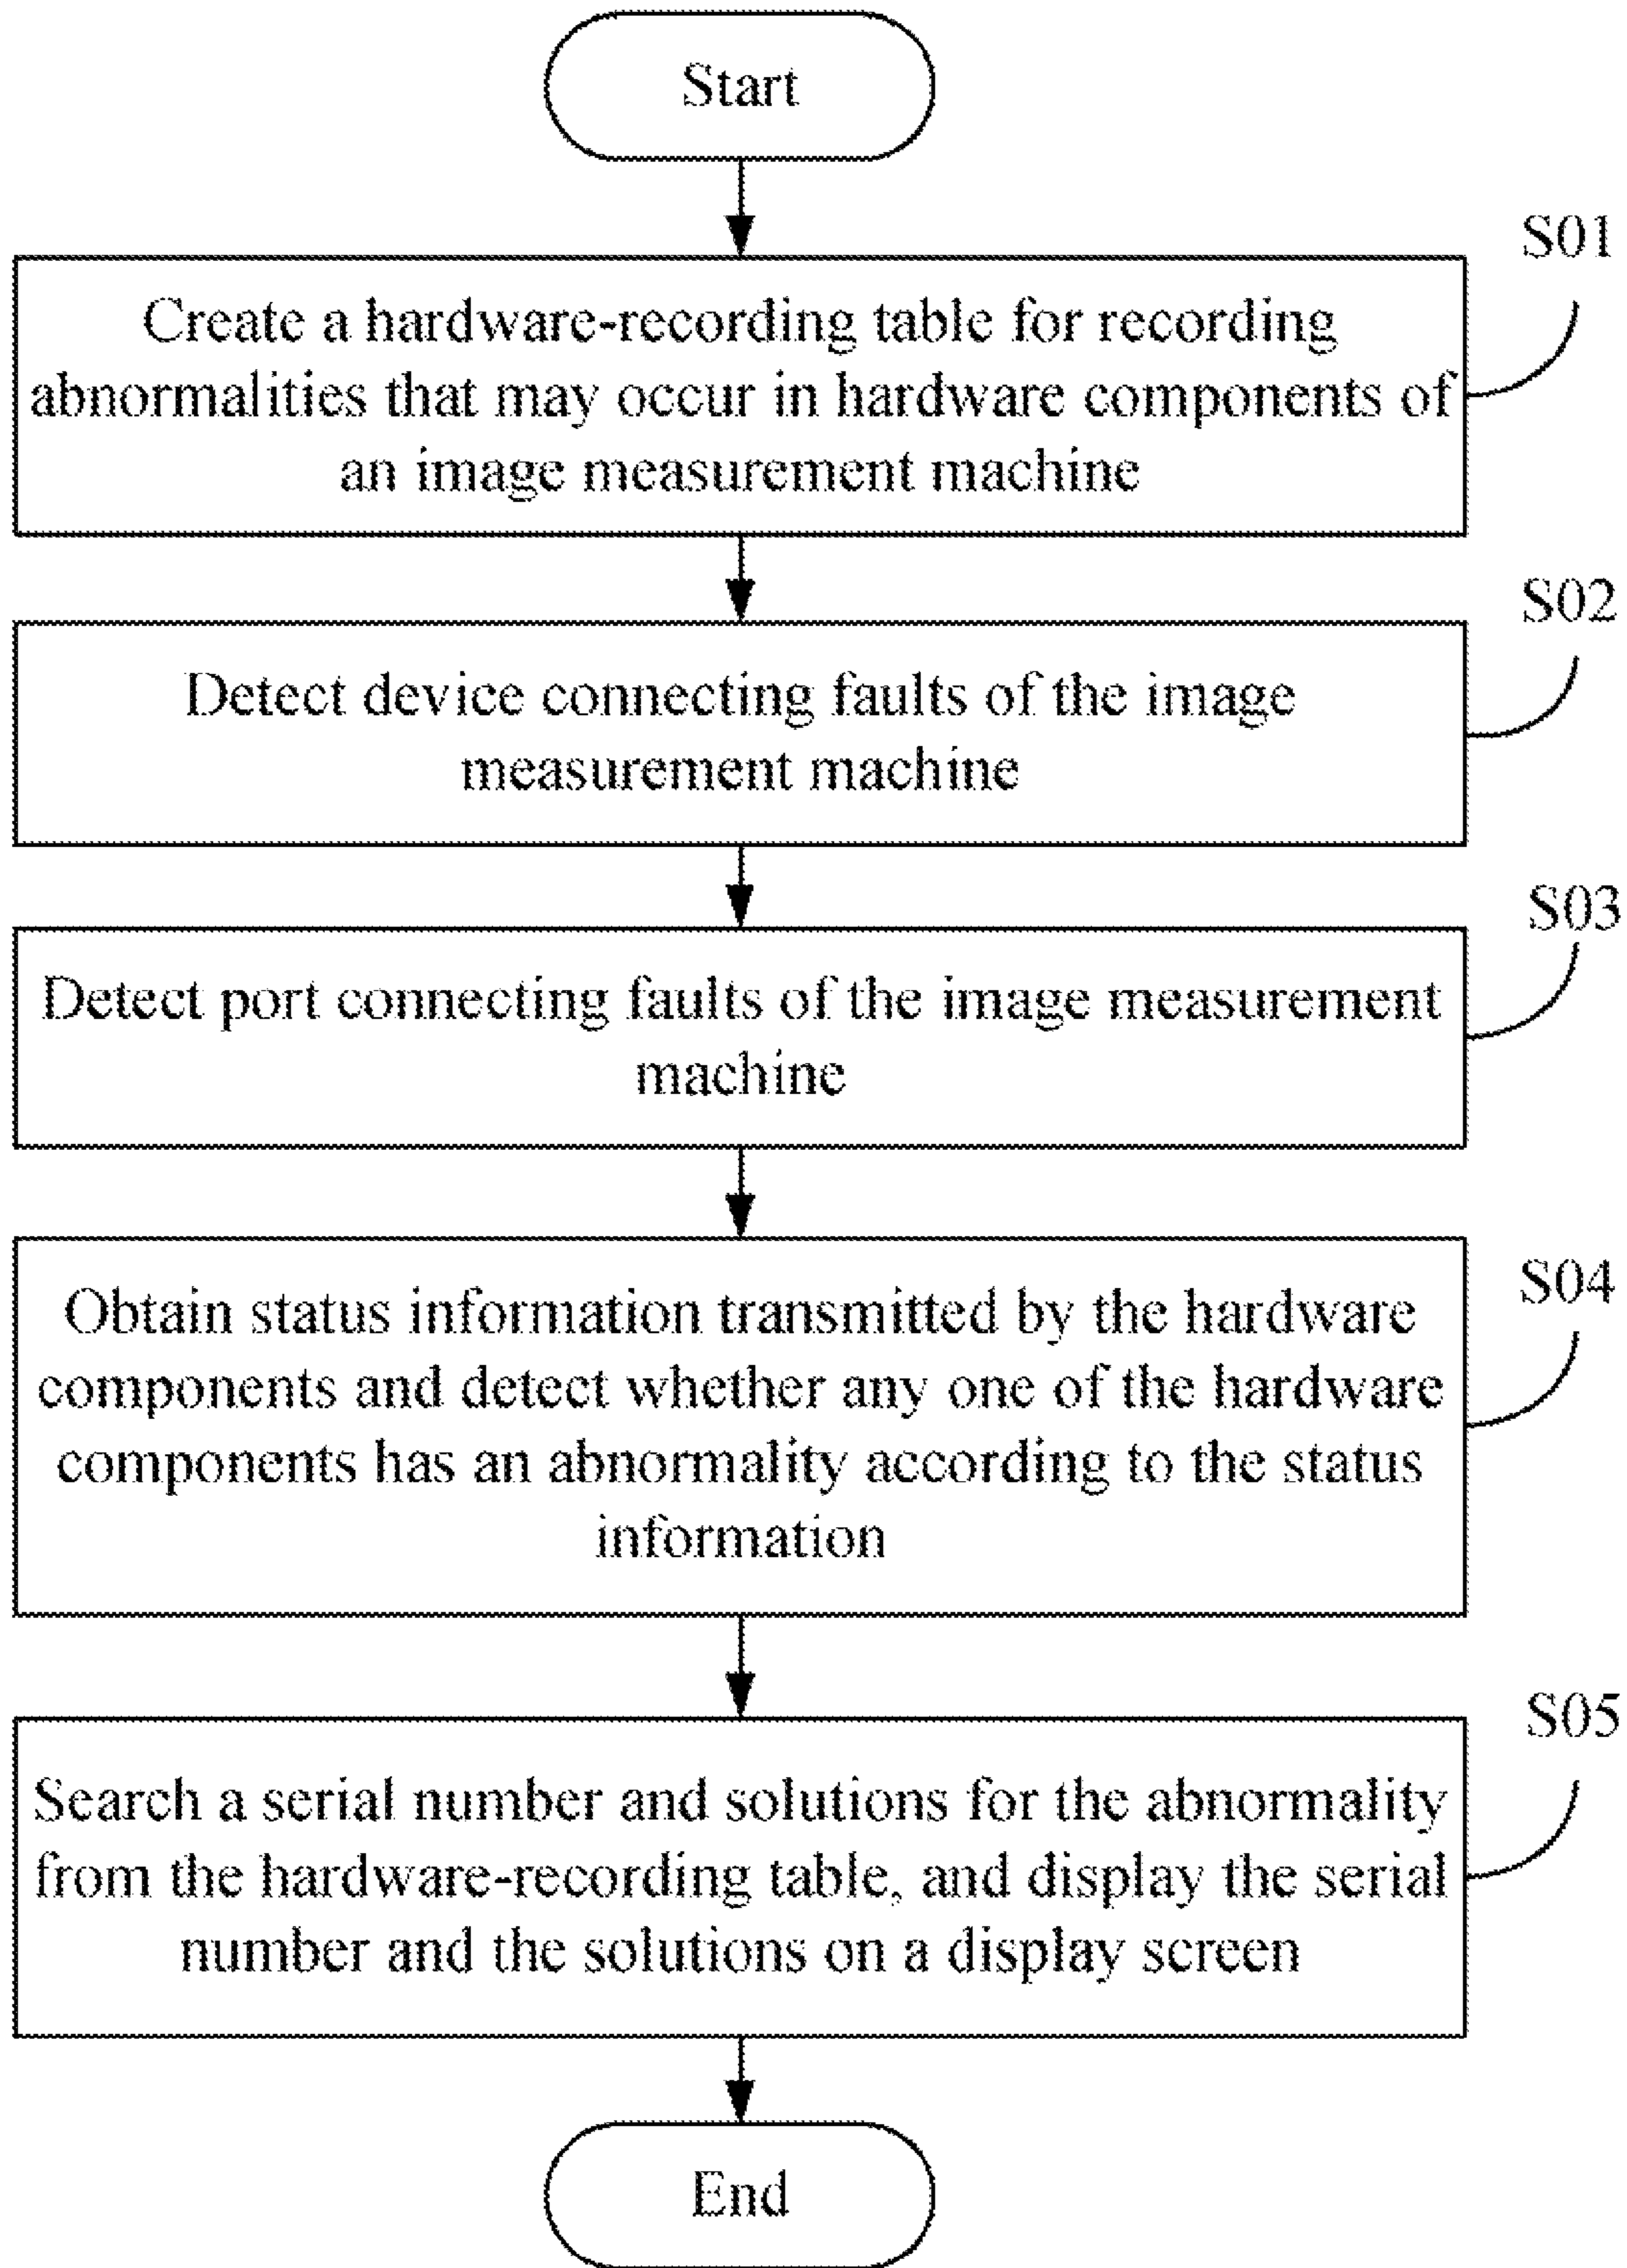 Start
S01
Create a hardware-recording table for recording
abnormalities that may occur in hardware components of
an image measurement machine
S02
Detect device connecting faults of the image
measurement machine
S03
Detect port connecting faults of the image measurement
machine
S04
Obtain status information transmitted by the hardware
components and detect whether any one of the hardware
components has an abnormality according to the status
information
S05
Search a serial number and solutions for the abnormality
from the hardware-recording table, and display the serial
number and the solutions on a display screen
End